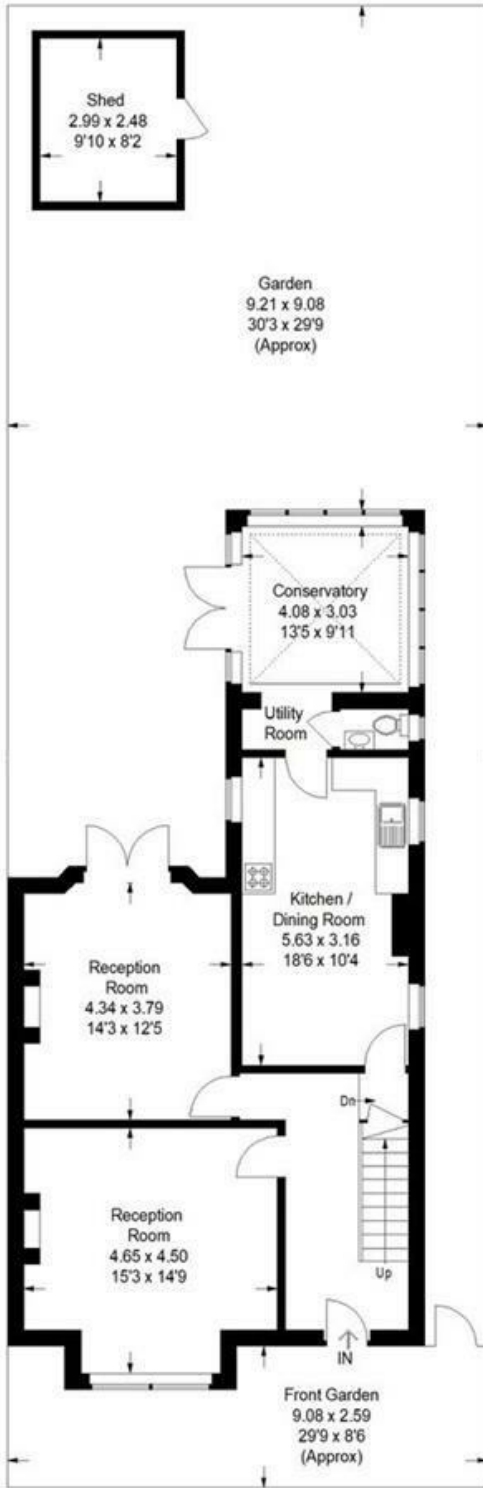 Shed
2.99 x 2.48
9'10 x 8'2
Garden
9.21 x 9.08
30'3 x 29'9
(Approx)
Conservatory
4.08 x 3.03
13'5 x 9'11
Utility
Room
Kitchen /
Dining Room
5.63 x 3.16
18'6 x 10'4
Reception
Room
4.34 x 3.79
14'3 x 12'5
Dn
Reception
Room
4.65 x 4.50
15'3 x 14'9
Up
IN
Front Garden
9.08 x 2.59
29'9 x 8'6
(Approx)